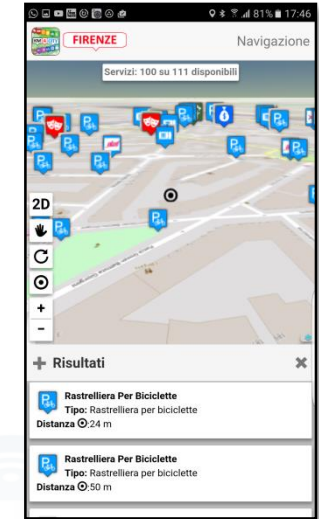 81% 17:46
FIRENZE
Navigazione
Servizi: 100 su 111 disponibili
2D
+
−
Risultati
Rastrelliera Per Biciclette
Tipo: Rastrelliera per biciclette
Distanza :24 m
Rastrelliera Per Biciclette
Tipo: Rastrelliera per biciclette
Distanza :50 m